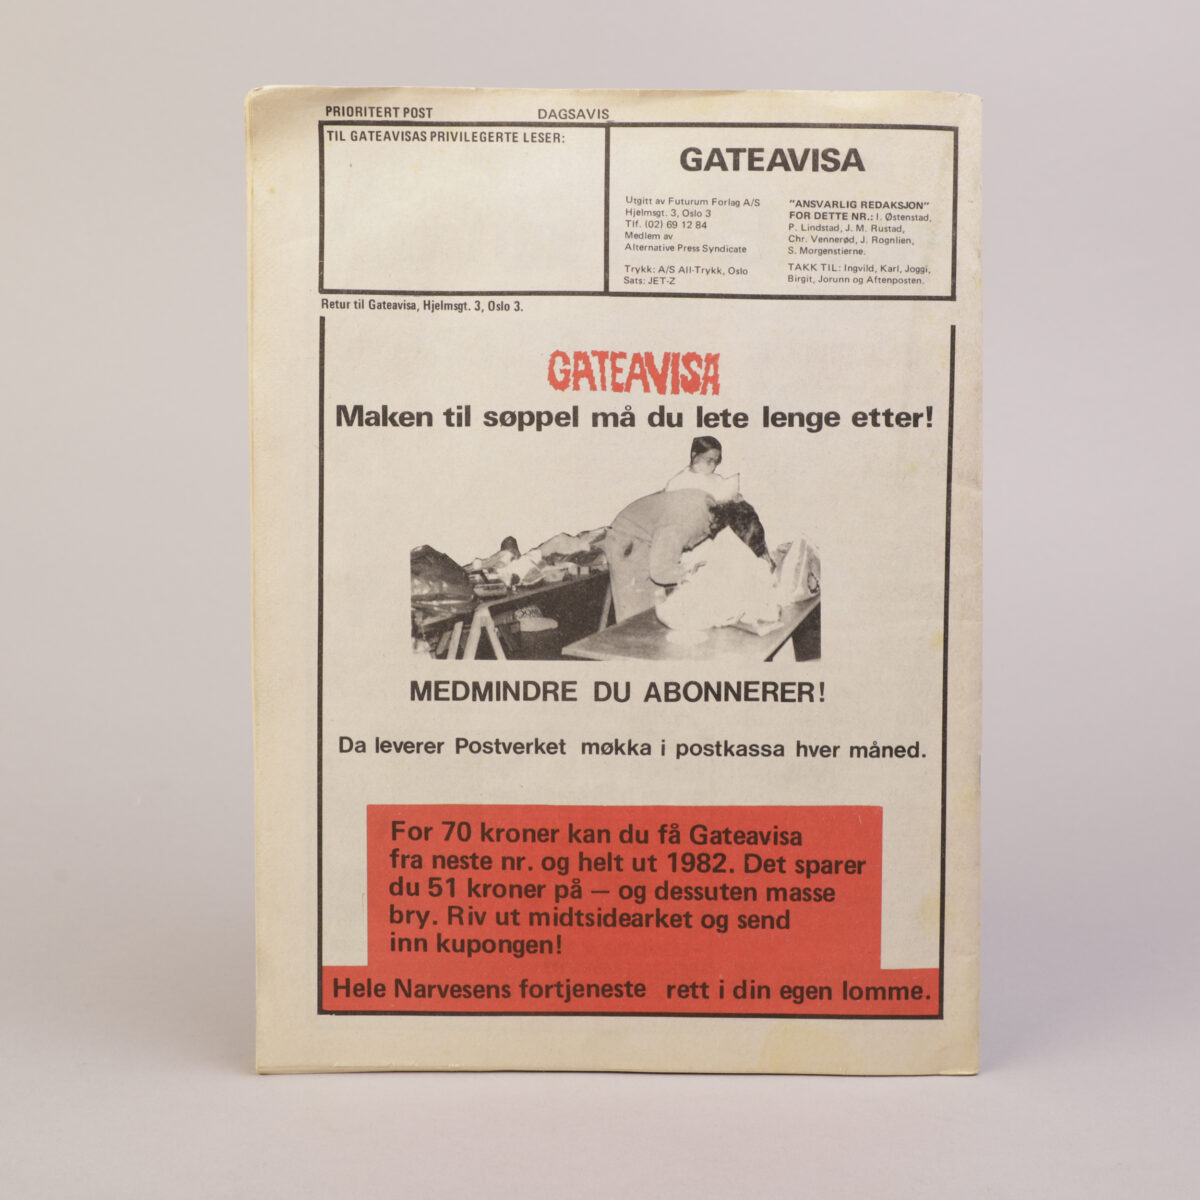 PRIORITERT POST
DAGSAVIS
TIL GATEAVISAS PRIVILEGERTE LESER:
GATEAVISA
Utgitt av Futurum Forlag A/S
Hjelmsgt. 3, Oslo 3
Tlf. (02) 69 12 84
Medlem av
Alternative Press Syndicate
Trykk: A/S All-Trykk, Oslo
Sats: JET-Z
"ANSVARLIG REDAKSJON"
FOR DETTE NR.: I. Østenstad,
P. Lindstad, J. M. Rustad,
Chr. Vennerød, J. Rognlien,
S. Morgenstierne.
TAKK TIL: Ingvild, Karl, Joggi,
Birgit, Jorunn og Aftenposten.
Retur til Gateavisa, Hjelmsgt. 3, Oslo 3.
GATEAVISA
Maken til søppel må du lete lenge etter!
MEDMINDRE DU ABONNERER!
Da leverer Postverket møkka i postkassa hver måned.
For 70 kroner kan du få Gateavisa
fra neste nr. og helt ut 1982. Det sparer
du 51 kroner på — og dessuten masse
bry. Riv ut midtsidearket og send
inn kupongen!
Hele Narvesens fortjeneste rett i din egen lomme.